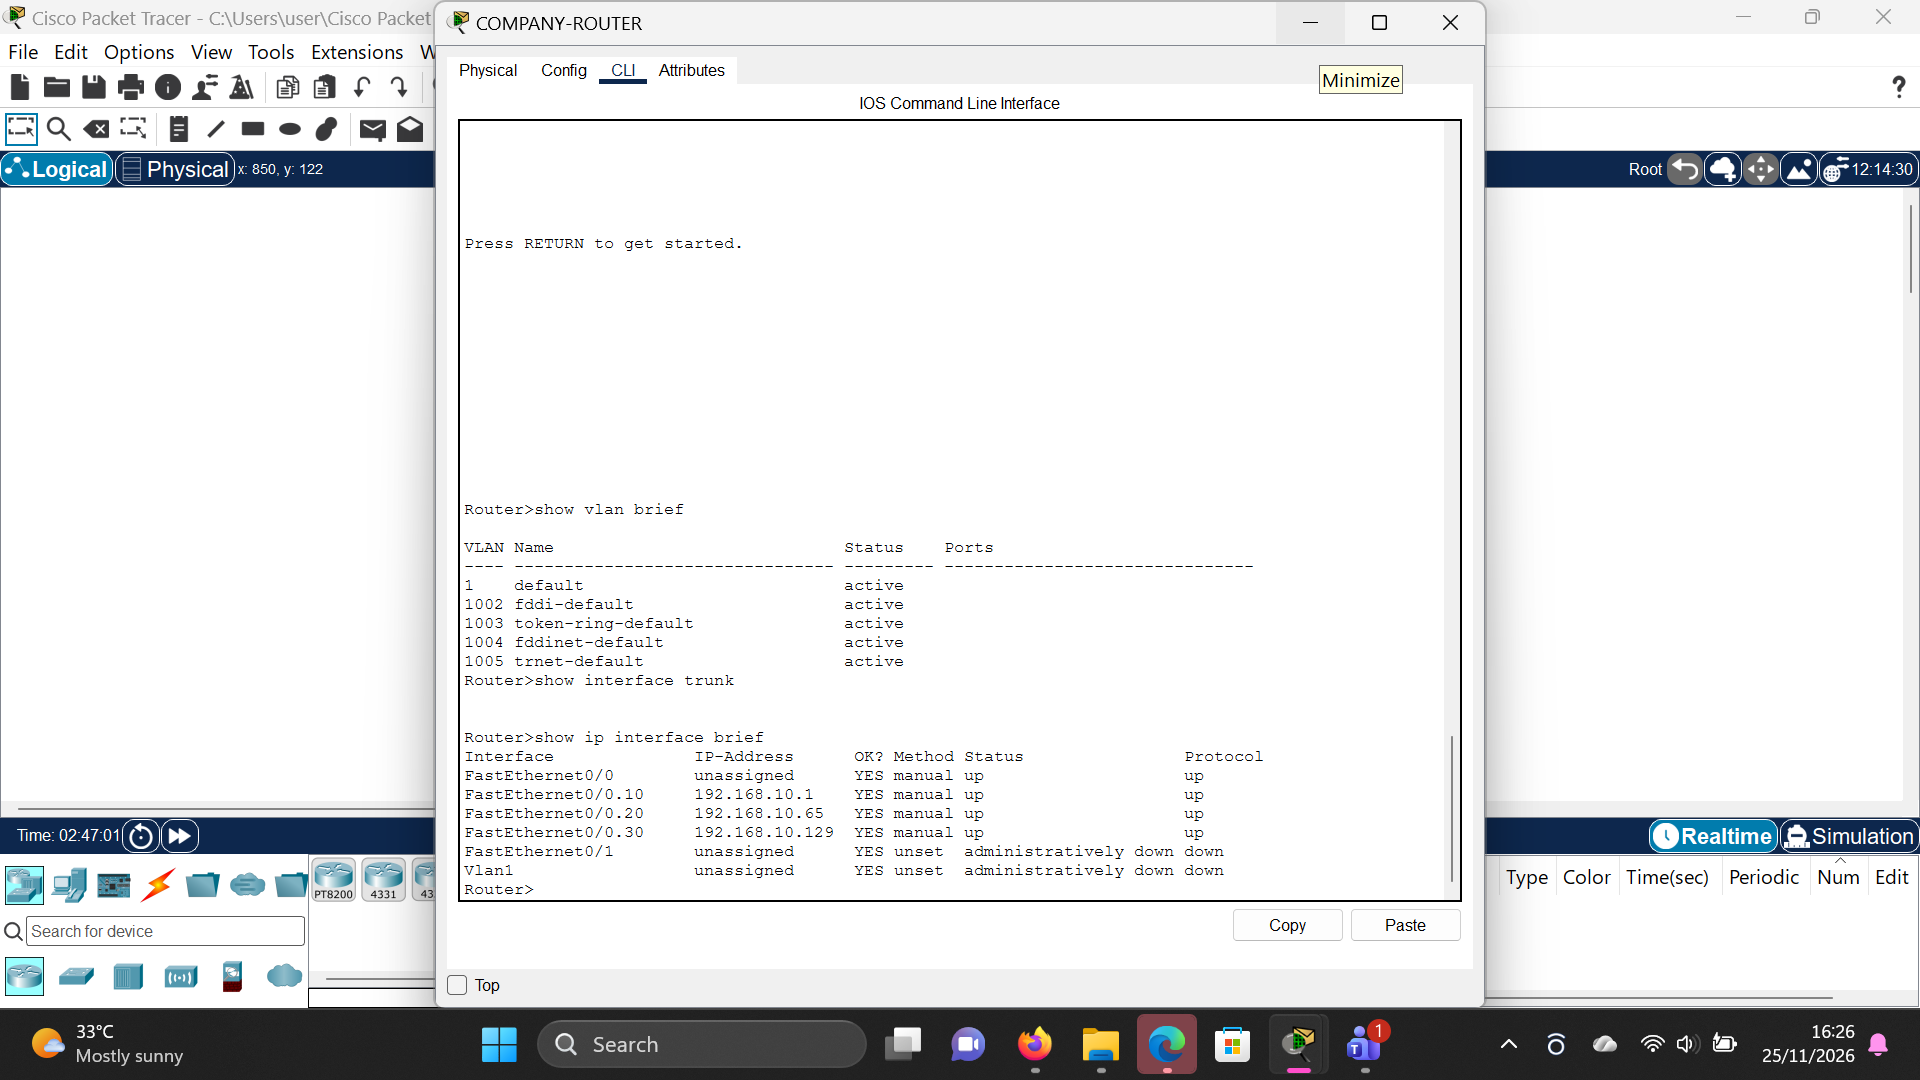 Cisco Packet Tracer - C:\Users\user\Cisco Packet
COMPANY-ROUTER
File Edit Options View Tools Extensions W
Physical Config CLI Attributes
Minimize
IOS Command Line Interface
Logical Physical x: 850, y: 122
Root 12:14:30
Press RETURN to get started.
Router>show vlan brief
VLAN Name Status Ports
---- -------------------------------- --------- -------------------------------
1 default active
1002 fddi-default active
1003 token-ring-default active
1004 fddinet-default active
1005 trnet-default active
Router>show interface trunk
Router>show ip interface brief
Interface IP-Address OK? Method Status Protocol
FastEthernet0/0 unassigned YES manual up up
FastEthernet0/0.10 192.168.10.1 YES manual up up
FastEthernet0/0.20 192.168.10.65 YES manual up up
FastEthernet0/0.30 192.168.10.129 YES manual up up
FastEthernet0/1 unassigned YES unset administratively down down
Vlan1 unassigned YES unset administratively down down
Router>
Copy Paste
Top
Time: 02:47:01
Realtime Simulation
PT8200 4331 43
Type Color Time(sec) Periodic Num Edit
Search for device
33°C
Mostly sunny
Search
1
16:26
25/11/2026